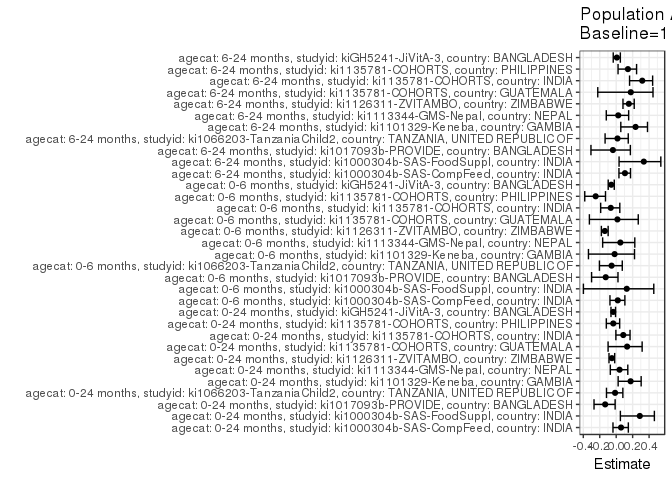 Population
Baseline=1
agecat: 6-24 months, studyid: kiGH5241-JiVitA-3, country: BANGLADESH
agecat: 6-24 months, studyid: ki1135781-COHORTS, country: PHILIPPINES
agecat: 6-24 months, studyid: ki1135781-COHORTS, country: INDIA
agecat: 6-24 months, studyid: ki1135781-COHORTS, country: GUATEMALA
agecat: 6-24 months, studyid: ki1126311-ZVITAMBO, country: ZIMBABWE
agecat: 6-24 months, studyid: ki1113344-GMS-Nepal, country: NEPAL
agecat: 6-24 months, studyid: ki1101329-Keneba, country: GAMBIA
agecat: 6-24 months, studyid: ki1066203-TanzaniaChild2, country: TANZANIA, UNITED REPUBLIC OF
agecat: 6-24 months, studyid: ki1017093b-PROVIDE, country: BANGLADESH
agecat: 6-24 months, studyid: ki1000304b-SAS-FoodSuppl, country: INDIA
agecat: 6-24 months, studyid: ki1000304b-SAS-CompFeed, country: INDIA
agecat: 0-6 months, studyid: kiGH5241-JiVitA-3, country: BANGLADESH
agecat: 0-6 months, studyid: ki1135781-COHORTS, country: PHILIPPINES
agecat: 0-6 months, studyid: ki1135781-COHORTS, country: INDIA
agecat: 0-6 months, studyid: ki1135781-COHORTS, country: GUATEMALA
agecat: 0-6 months, studyid: ki1126311-ZVITAMBO, country: ZIMBABWE
agecat: 0-6 months, studyid: ki1113344-GMS-Nepal, country: NEPAL
agecat: 0-6 months, studyid: ki1101329-Keneba, country: GAMBIA
agecat: 0-6 months, studyid: ki1066203-TanzaniaChild2, country: TANZANIA, UNITED REPUBLIC OF
agecat: 0-6 months, studyid: ki1017093b-PROVIDE, country: BANGLADESH
agecat: 0-6 months, studyid: ki1000304b-SAS-FoodSuppl, country: INDIA
agecat: 0-6 months, studyid: ki1000304b-SAS-CompFeed, country: INDIA
agecat: 0-24 months, studyid: kiGH5241-JiVitA-3, country: BANGLADESH
agecat: 0-24 months, studyid: ki1135781-COHORTS, country: PHILIPPINES
agecat: 0-24 months, studyid: ki1135781-COHORTS, country: INDIA
agecat: 0-24 months, studyid: ki1135781-COHORTS, country: GUATEMALA
agecat: 0-24 months, studyid: ki1126311-ZVITAMBO, country: ZIMBABWE
agecat: 0-24 months, studyid: ki1113344-GMS-Nepal, country: NEPAL
agecat: 0-24 months, studyid: ki1101329-Keneba, country: GAMBIA
agecat: 0-24 months, studyid: ki1066203-TanzaniaChild2, country: TANZANIA, UNITED REPUBLIC OF
agecat: 0-24 months, studyid: ki1017093b-PROVIDE, country: BANGLADESH
agecat: 0-24 months, studyid: ki1000304b-SAS-FoodSuppl, country: INDIA
agecat: 0-24 months, studyid: ki1000304b-SAS-CompFeed, country: INDIA
-0.4-0.2 0.0 0.2 0.4
Estimate